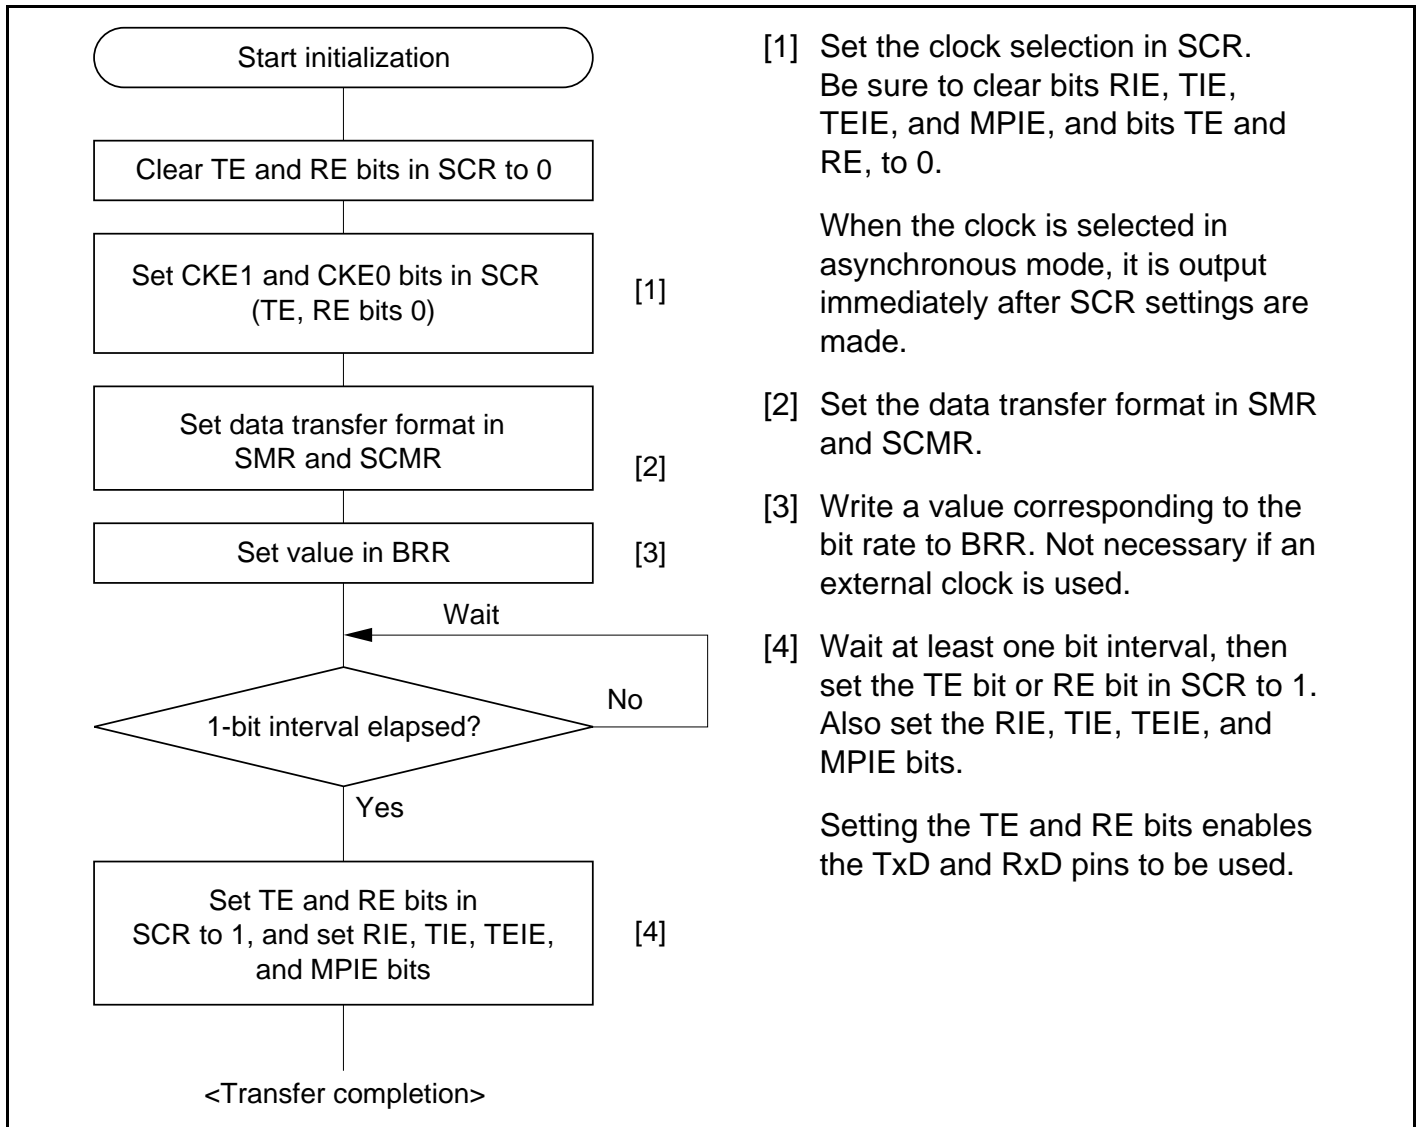 Start initialization
Clear TE and RE bits in SCR to 0
Set CKE1 and CKE0 bits in SCR
(TE, RE bits 0)
[1]
Set data transfer format in
SMR and SCMR
[2]
Set value in BRR
[3]
Wait
No
1-bit interval elapsed?
Yes
Set TE and RE bits in
SCR to 1, and set RIE, TIE, TEIE,
and MPIE bits
[4]
<Transfer completion>
[1] Set the clock selection in SCR.
Be sure to clear bits RIE, TIE,
TEIE, and MPIE, and bits TE and
RE, to 0.
When the clock is selected in
asynchronous mode, it is output
immediately after SCR settings are
made.
[2] Set the data transfer format in SMR
and SCMR.
[3] Write a value corresponding to the
bit rate to BRR. Not necessary if an
external clock is used.
[4] Wait at least one bit interval, then
set the TE bit or RE bit in SCR to 1.
Also set the RIE, TIE, TEIE, and
MPIE bits.
Setting the TE and RE bits enables
the TxD and RxD pins to be used.